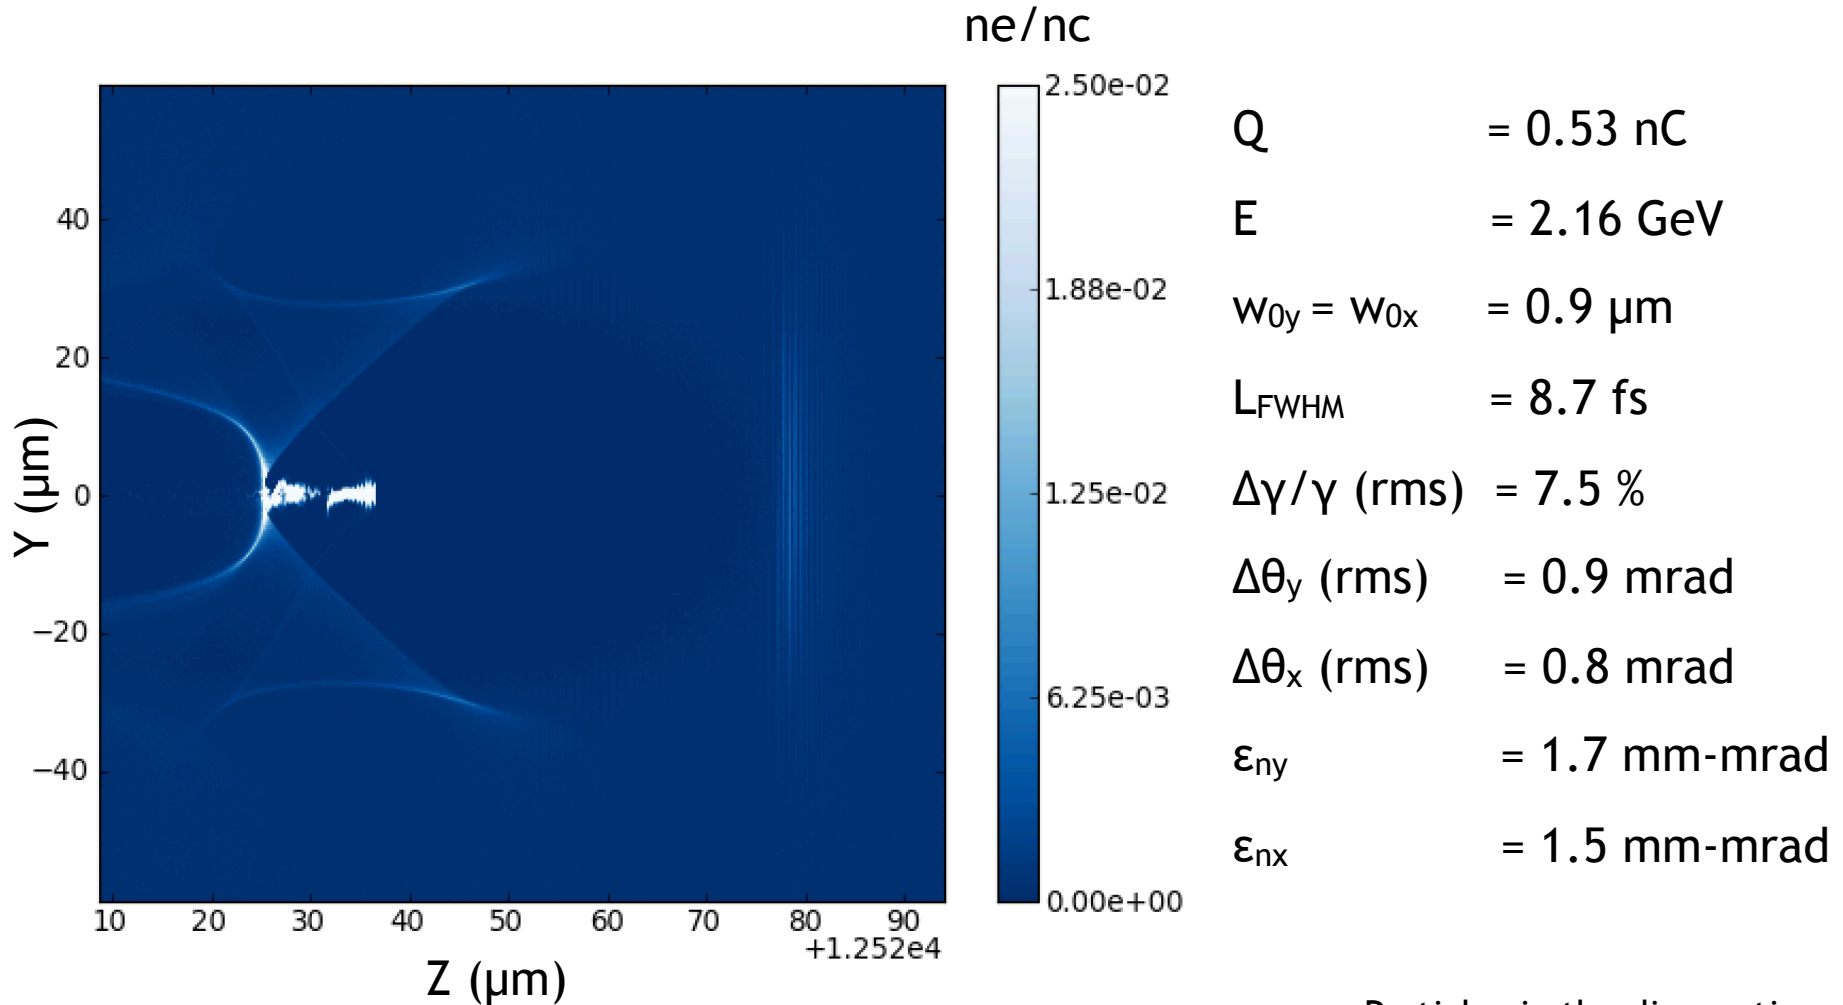 ne/nc
2.50e-02
1.88e-02
1.25e-02
6.25e-03
0.00e+00
40
20
0
−20
−40
Y (μm)
10 20 30 40 50 60 70 80 90
+1.252e4
Z (μm)
Q = 0.53 nC
E = 2.16 GeV
w0y = w0x = 0.9 μm
LFWHM = 8.7 fs
Δγ/γ (rms) = 7.5 %
Δθy (rms) = 0.9 mrad
Δθx (rms) = 0.8 mrad
εny = 1.7 mm-mrad
εnx = 1.5 mm-mrad